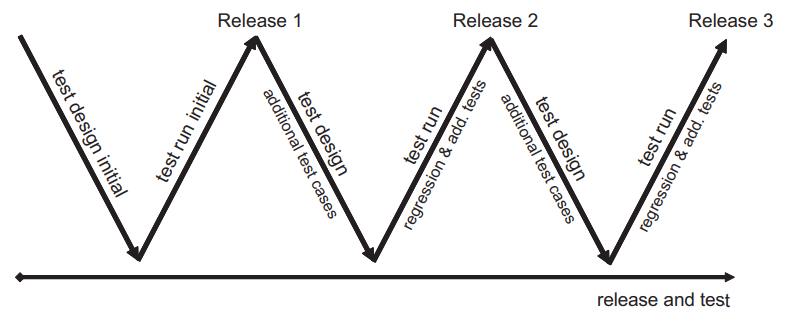 Release 1
Release 2
Release 3
test design initial
test run initial
test design
additional test cases
test run
regression & add. tests
test design
additional test cases
test run
regression & add. tests
release and test